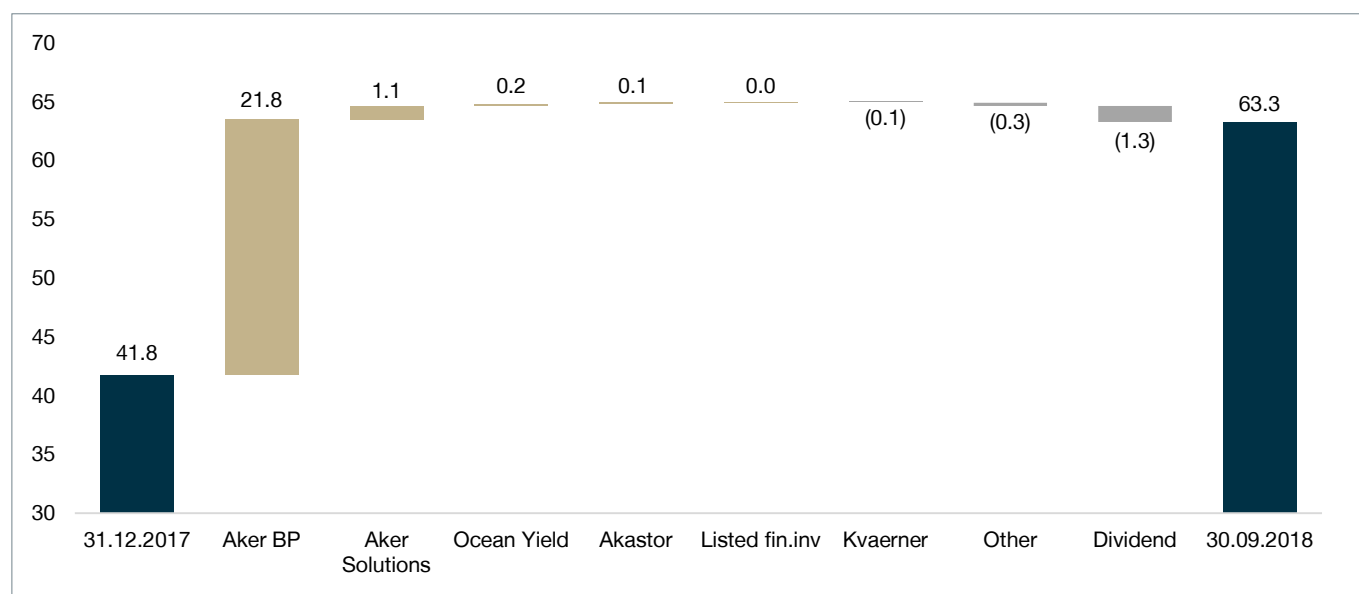 70
65
60
55
50
45
40
35
30
41.8
21.8
1.1
0.2
0.1
0.0
(0.1)
(0.3)
(1.3)
63.3
31.12.2017
Aker BP
Aker
Solutions
Ocean Yield
Akastor
Listed fin.inv
Kvaerner
Other
Dividend
30.09.2018